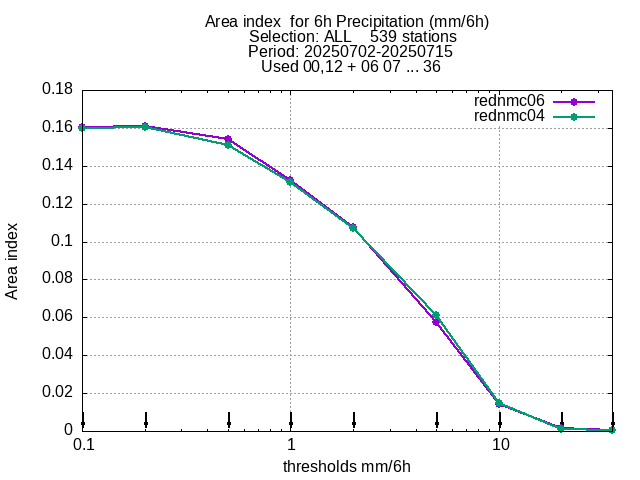 Area index  for 6h Precipitation (mm/6h)
Selection: ALL    539 stations
Period: 20250702-20250715
Used 00,12 + 06 07 ... 36
rednmc06
rednmc04
0.18
0.16
0.14
0.12
0.1
0.08
0.06
0.04
0.02
0
Area index
0.1 1 10
thresholds mm/6h